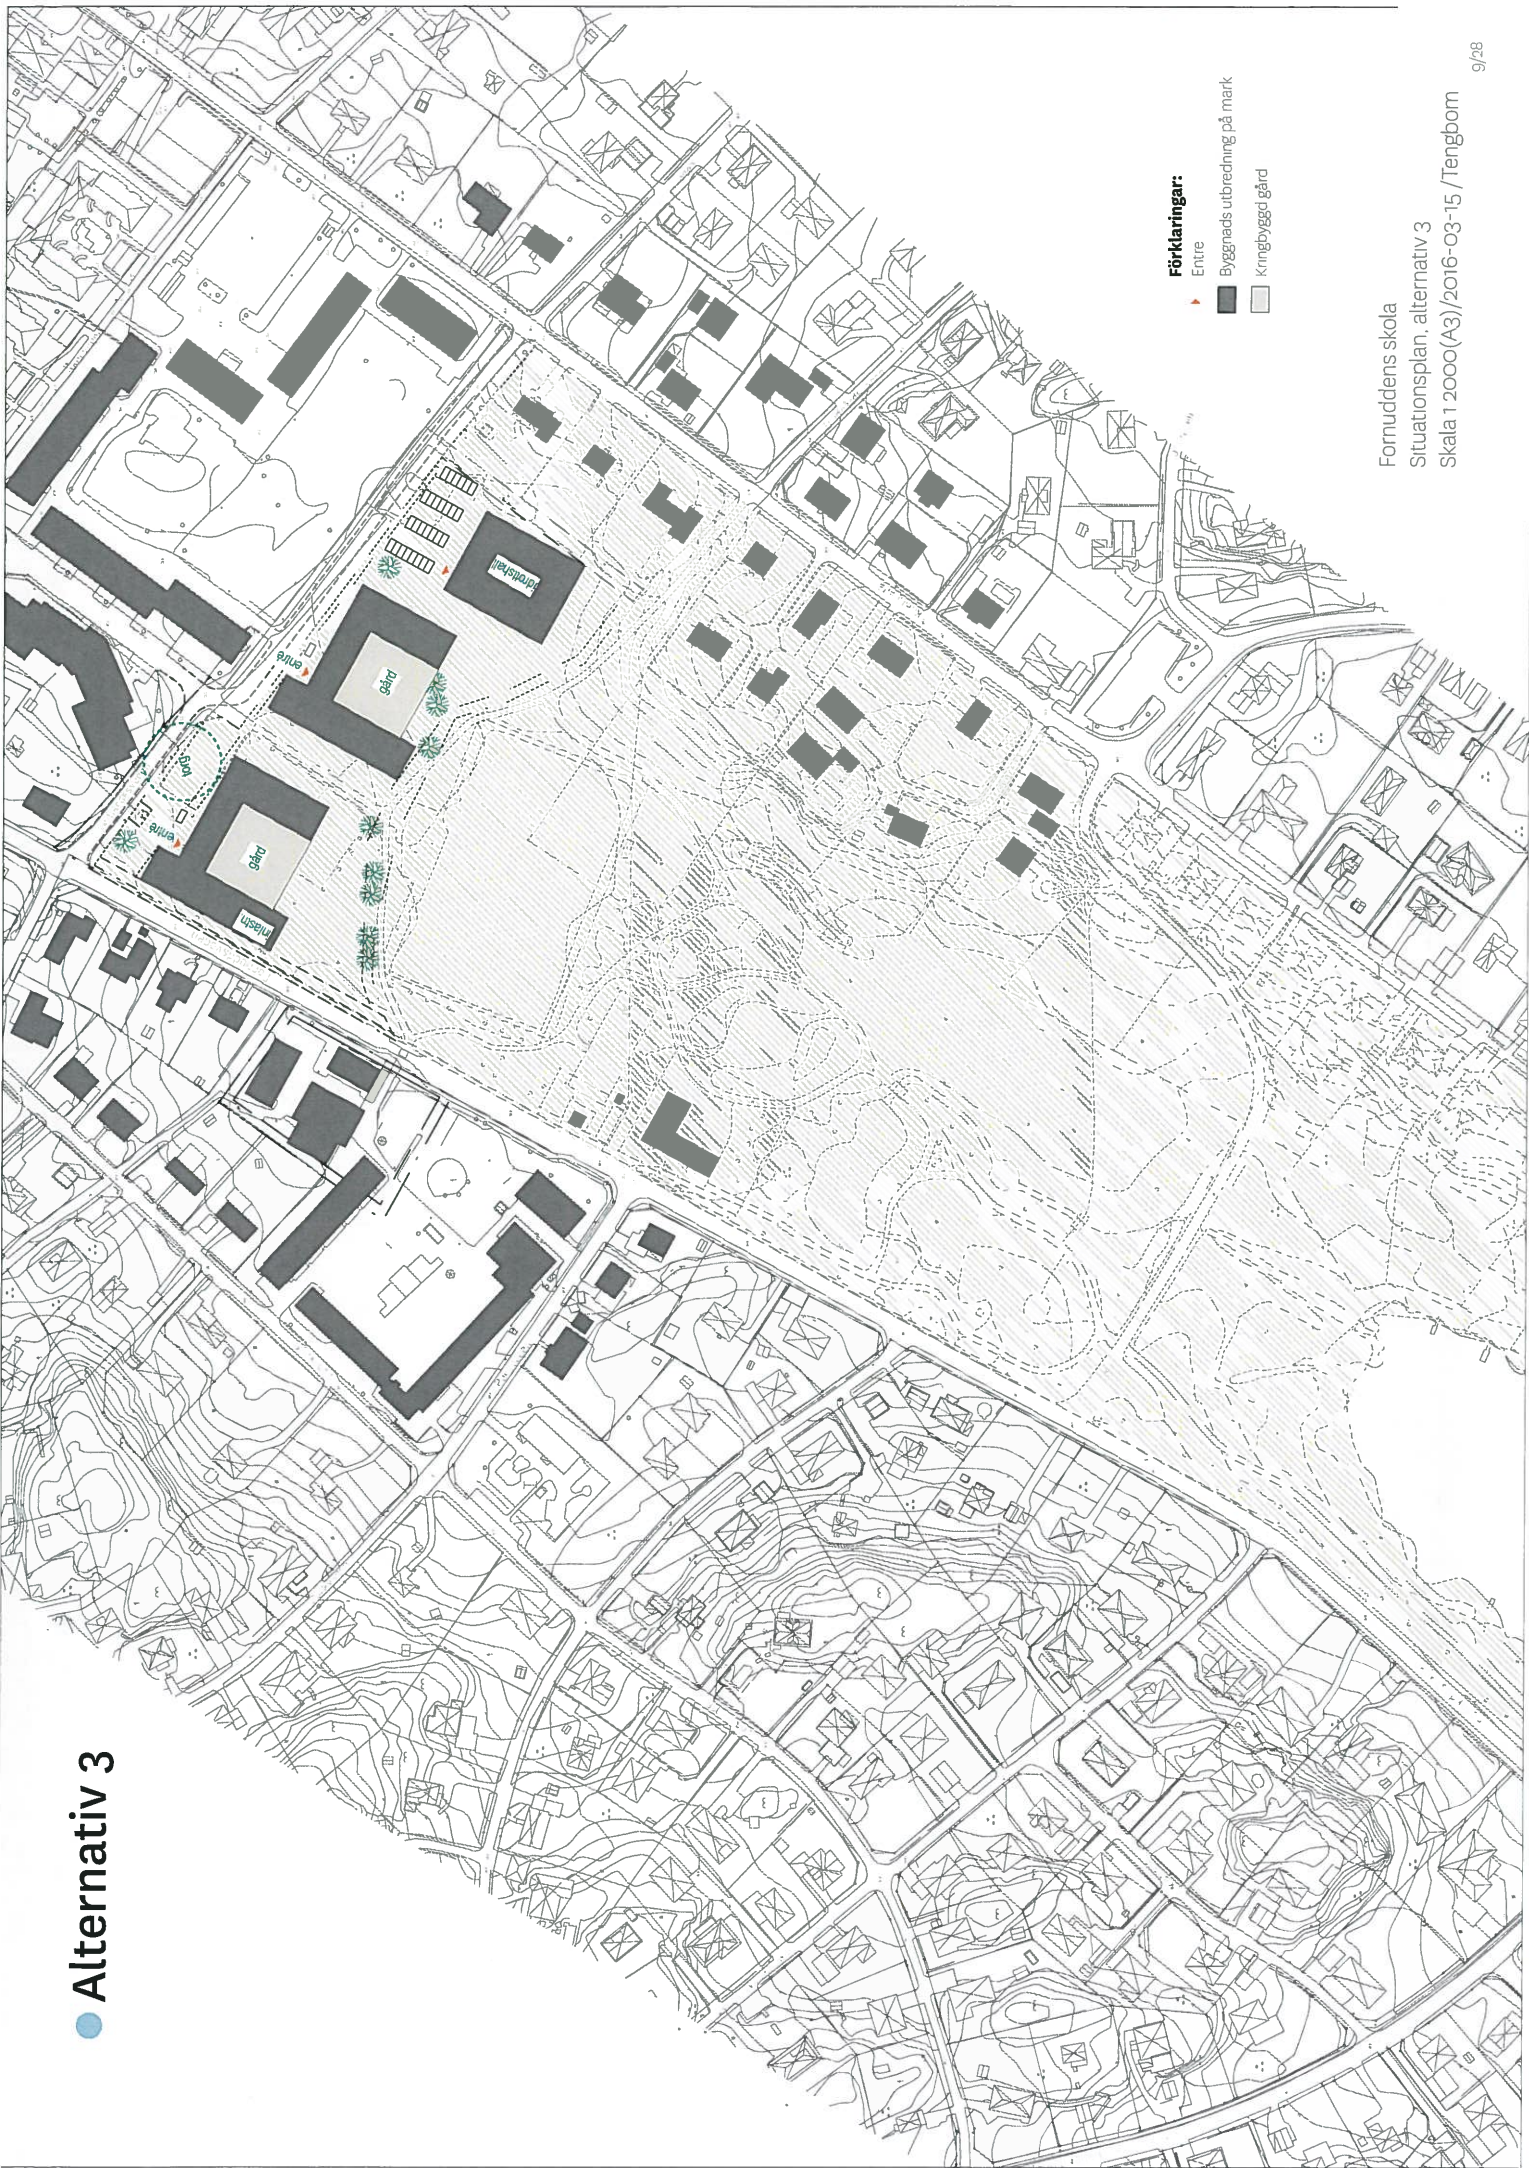 Alternativ 3
torg
entré
entré
gård
gård
inlastn
idrottshall
Förklaringar:
Entre
Byggnads utbredning på mark
Kringbyggd gård
Fornuddens skola
Situationsplan, alternativ 3
Skala 1 2000(A3)/2016-03-15 /Tengbom
9/28